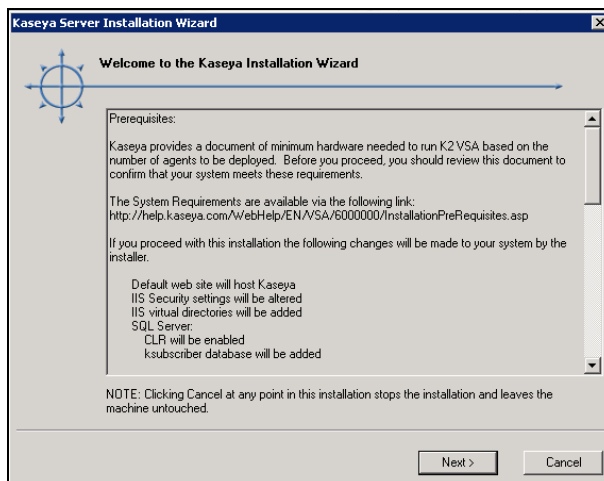 Kaseya Server Installation Wizard
Welcome to the Kaseya Installation Wizard
Prerequisites:
Kaseya provides a document of minimum hardware needed to run K2 VSA based on the
number of agents to be deployed. Before you proceed, you should review this document to
confirm that your system meets these requirements.
The System Requirements are available via the following link:
http://help.kaseya.com/WebHelp/EN/VSA/6000000/InstallationPreRequisites.asp
If you proceed with this installation the following changes will be made to your system by the
installer.
Default web site will host Kaseya
IIS Security settings will be altered
IIS virtual directories will be added
SQL Server:
CLR will be enabled
ksubscriber database will be added
NOTE: Clicking Cancel at any point in this installation stops the installation and leaves the
machine untouched.
Next >
Cancel